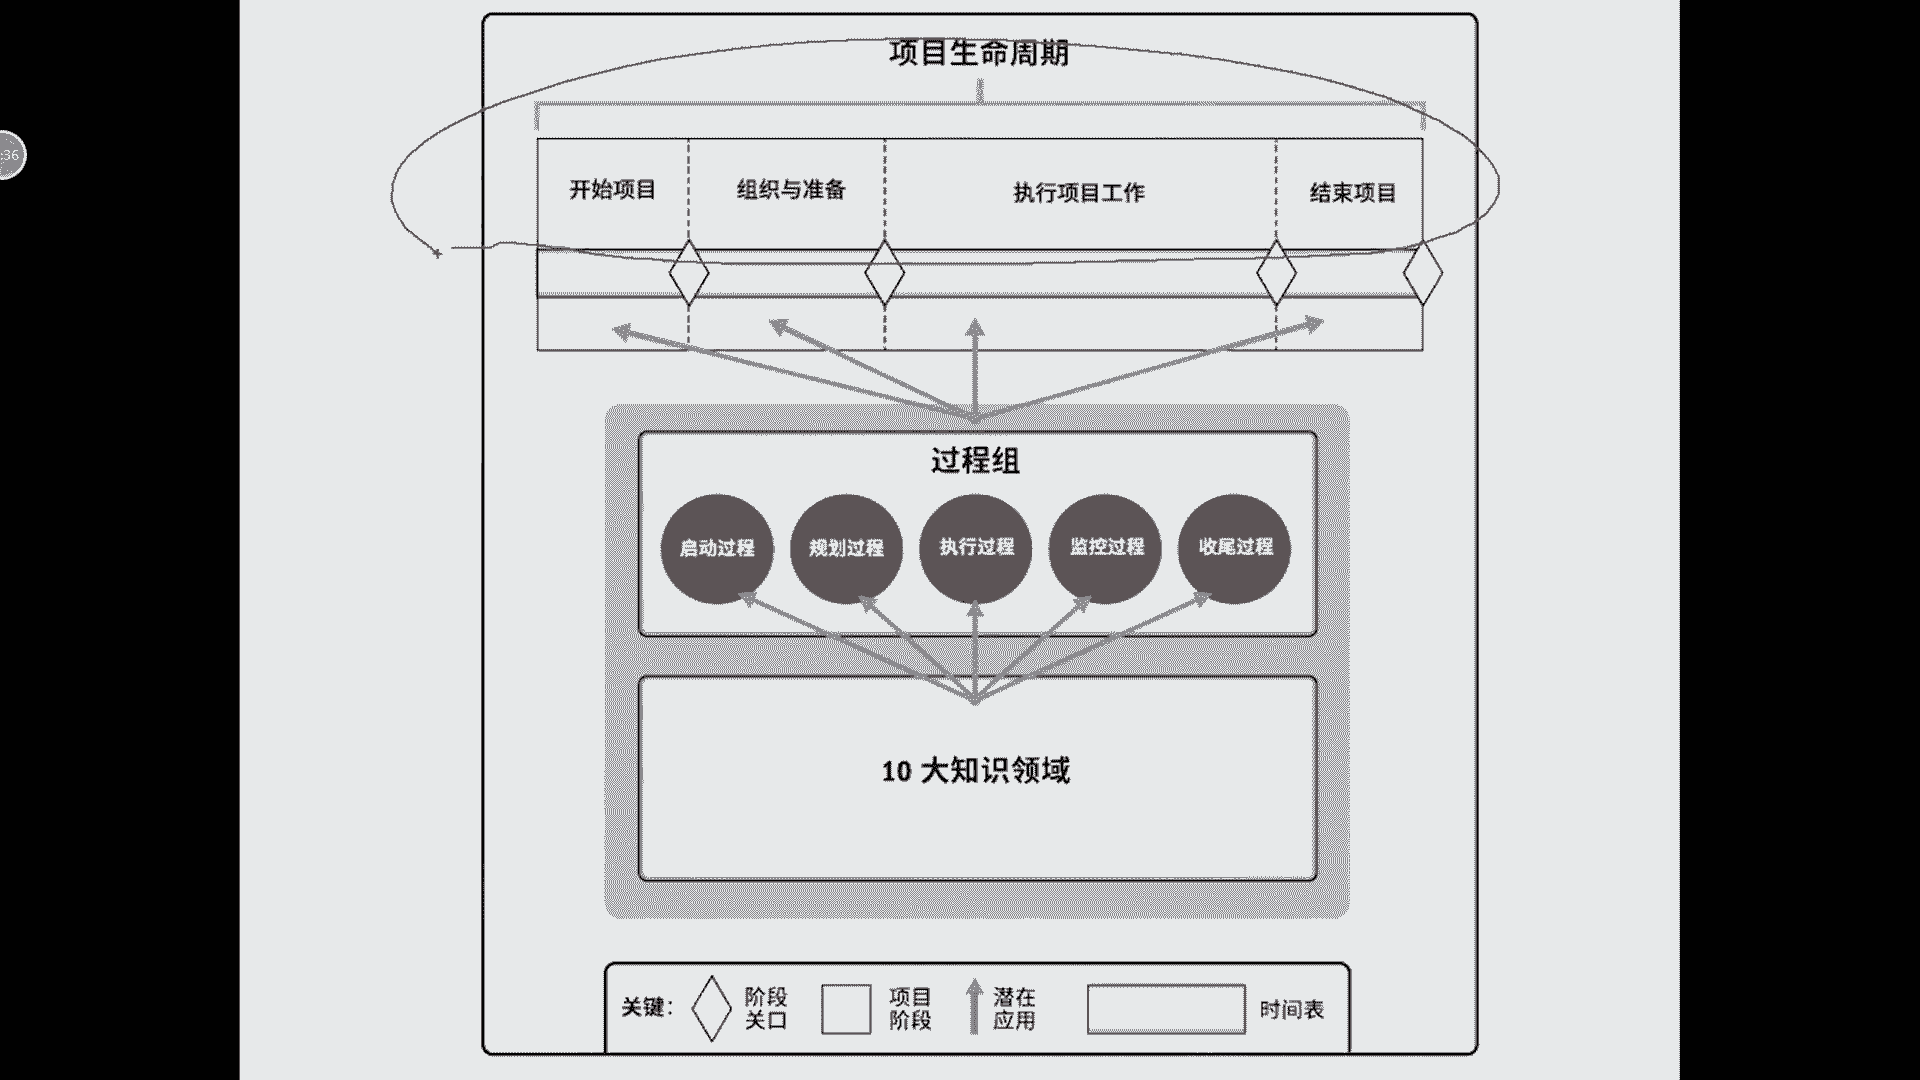 项目生命周期
:36
开始项目 组织与准备 执行项目工作 结束项目
过程组
启动过程 规划过程 执行过程 监控过程 收尾过程
10 大知识领域
关键： 阶段 项目 潜在 时间表
关口 阶段 应用